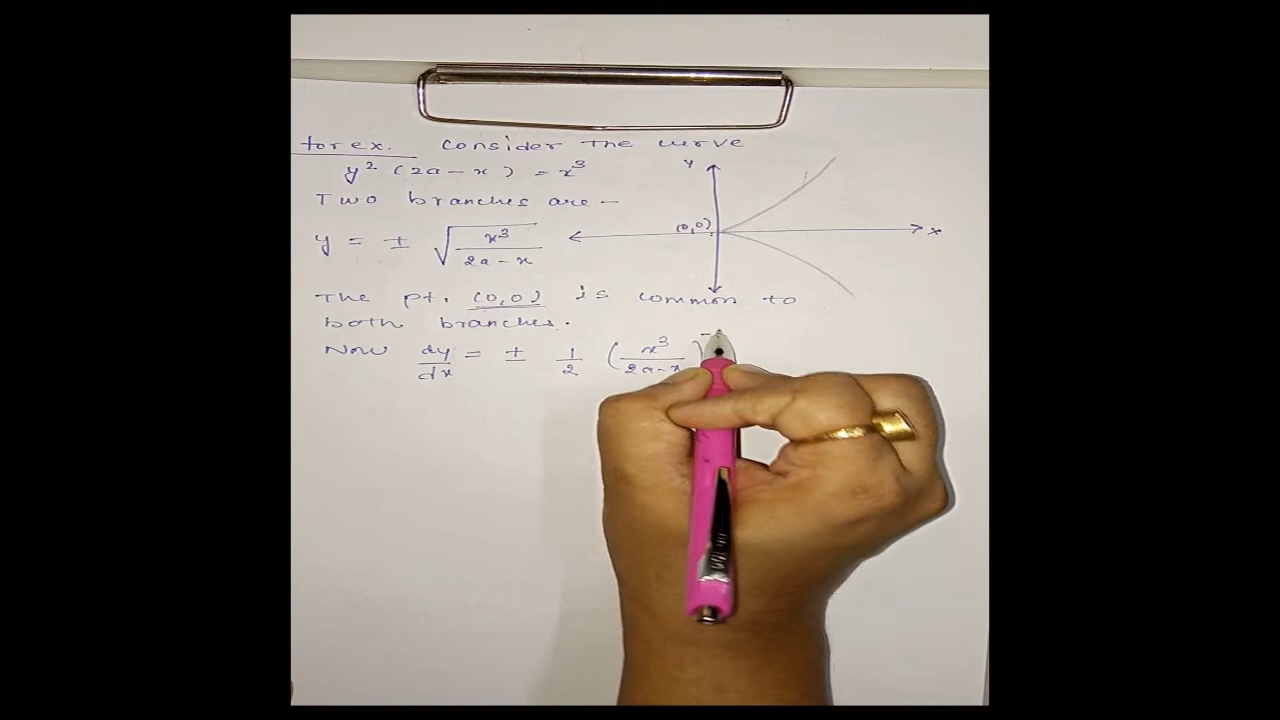 for ex. Consider the curve
y² (2a - x) = x³
Two branches are -
y = ± √(x³/(2a - x))
Y
(0,0)
X
The pt. (0,0) is common to
both branches.
Now dy/dx = ± 1/2 (x³/(2a - x))⁻